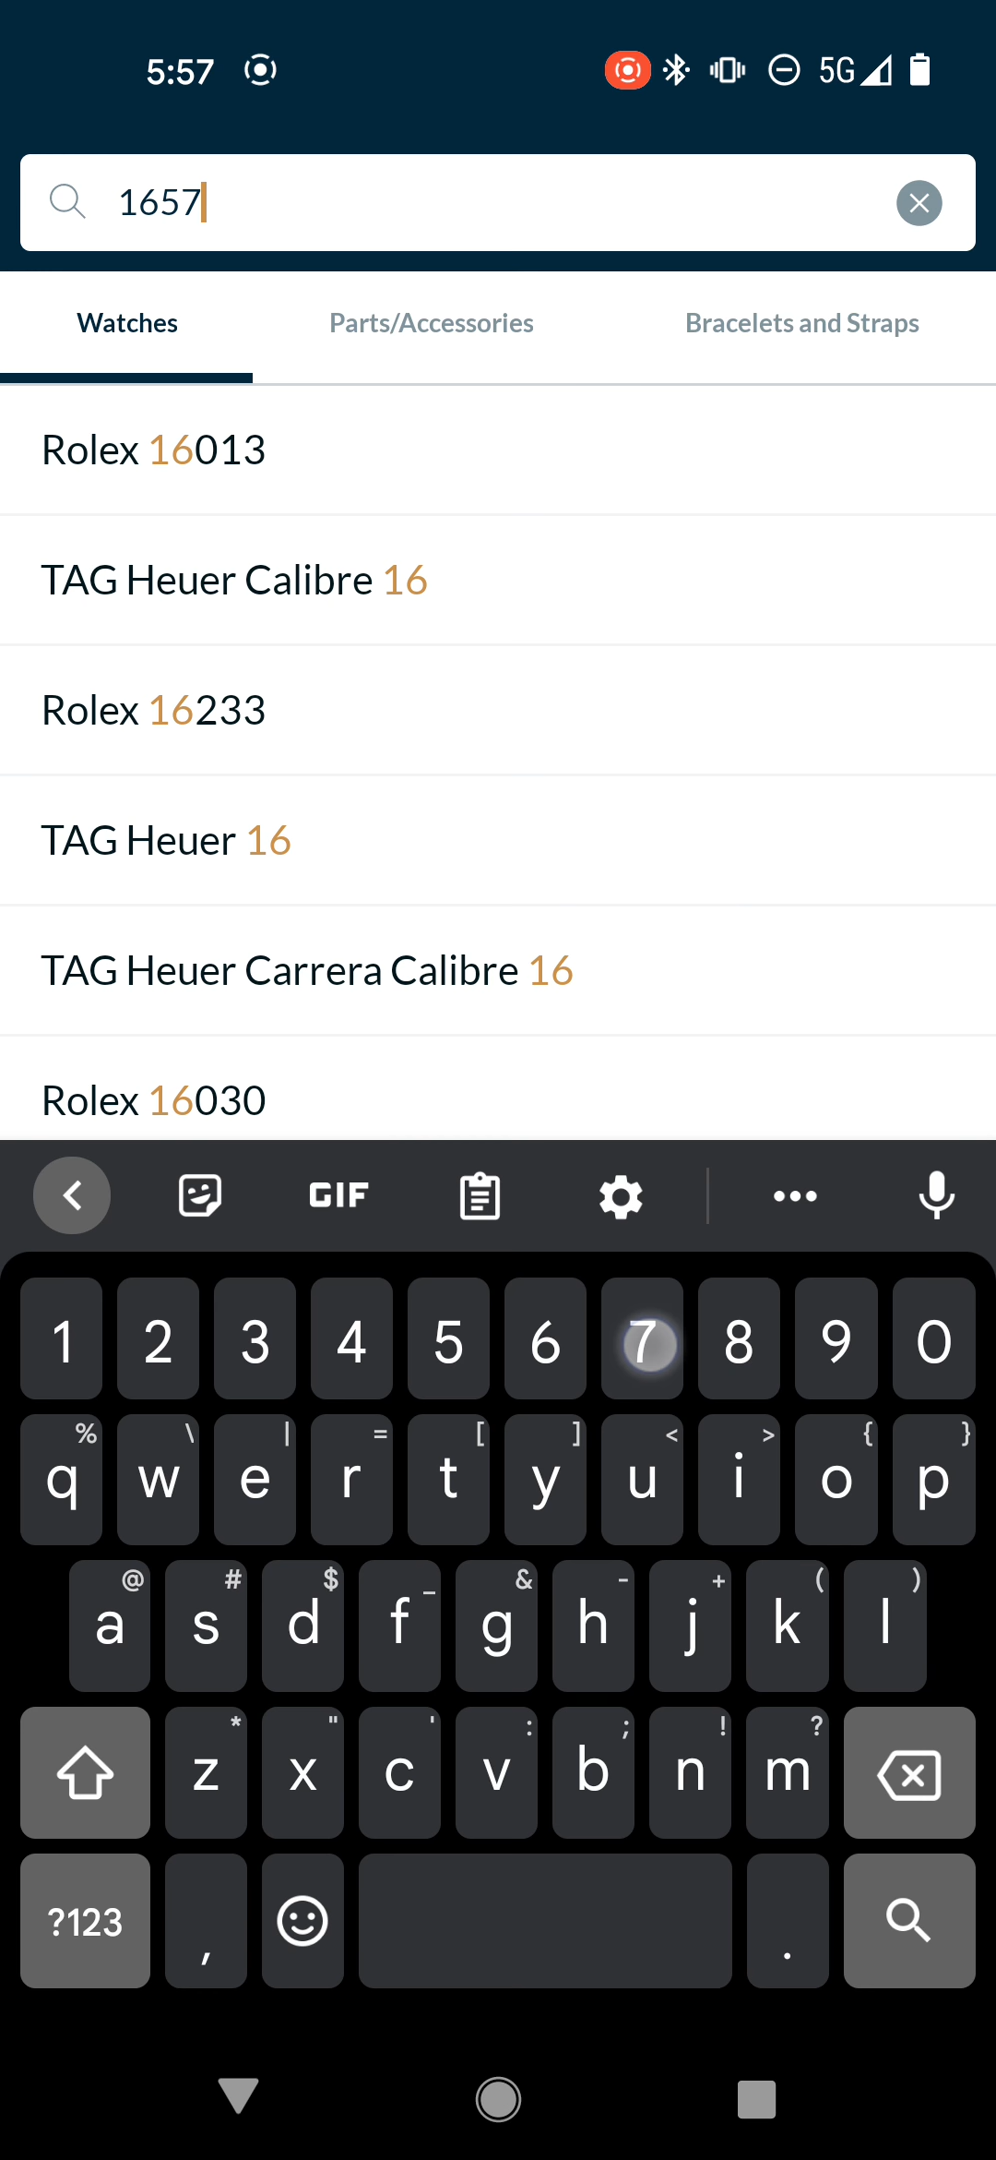 5:57 5G
1657
Watches Parts/Accessories Bracelets and Straps
Rolex 16013
TAG Heuer Calibre 16
Rolex 16233
TAG Heuer 16
TAG Heuer Carrera Calibre 16
Rolex 16030
GIF
1 2 3 4 5 6 7 8 9 0
% \ | = [ ] < > { }
q w e r t y u i o p
@ # $ _ & - + ( )
a s d f g h j k l
* " ' : ; ! ?
z x c v b n m
?123 , .